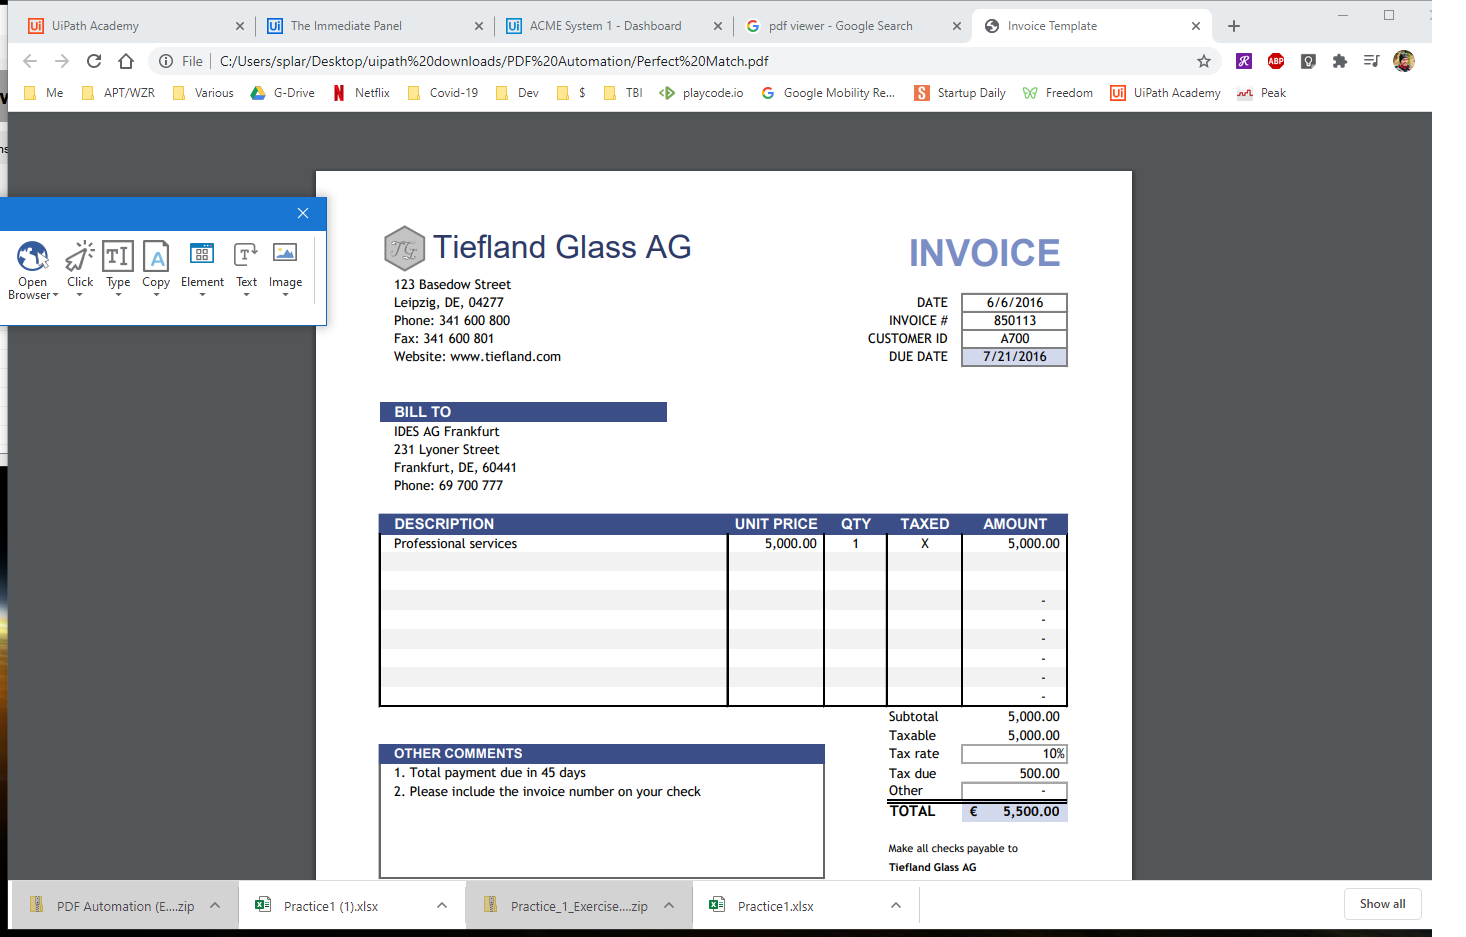 UiPath Academy
The Immediate Panel
ACME System 1 - Dashboard
pdf viewer - Google Search
Invoice Template
File | C:/Users/splar/Desktop/uipath%20downloads/PDF%20Automation/Perfect%20Match.pdf
Me APT/WZR Various G-Drive Netflix Covid-19 Dev $ TBI playcode.io Google Mobility Re... Startup Daily Freedom UiPath Academy Peak
Open Browser
Click
Type
Copy
Element
Text
Image
Tiefland Glass AG
INVOICE
123 Basedow Street
Leipzig, DE, 04277
Phone: 341 600 800
Fax: 341 600 801
Website: www.tiefland.com
DATE 6/6/2016
INVOICE # 850113
CUSTOMER ID A700
DUE DATE 7/21/2016
BILL TO
IDES AG Frankfurt
231 Lyoner Street
Frankfurt, DE, 60441
Phone: 69 700 777
DESCRIPTION UNIT PRICE QTY TAXED AMOUNT
Professional services 5,000.00 1 X 5,000.00
-
-
-
-
-
-
Subtotal 5,000.00
Taxable 5,000.00
Tax rate 10%
Tax due 500.00
Other -
TOTAL € 5,500.00
OTHER COMMENTS
1. Total payment due in 45 days
2. Please include the invoice number on your check
Make all checks payable to
Tiefland Glass AG
PDF Automation (E....zip
Practice1 (1).xlsx
Practice_1_Exercise....zip
Practice1.xlsx
Show all